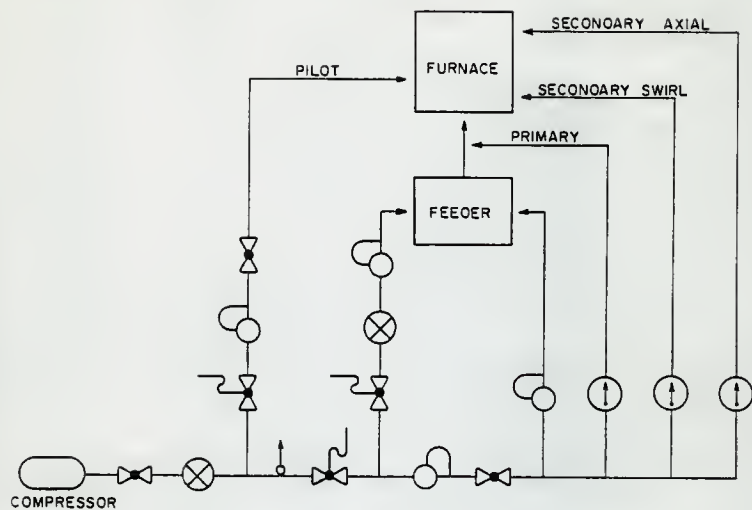 SECONOARY AXIAL
PILOT
FURNACE
SECONOARY SWIRL
PRIMARY
FEEOER
COMPRESSOR